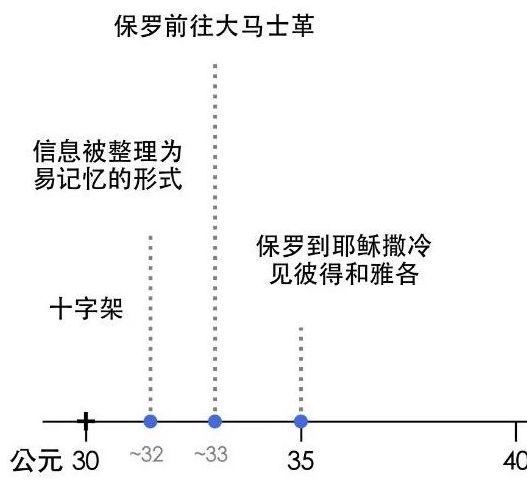 保罗前往大马士革
信息被整理为
易记忆的形式
保罗到耶稣撒冷
见彼得和雅各
十字架
公元 30 ~32 ~33 35 40